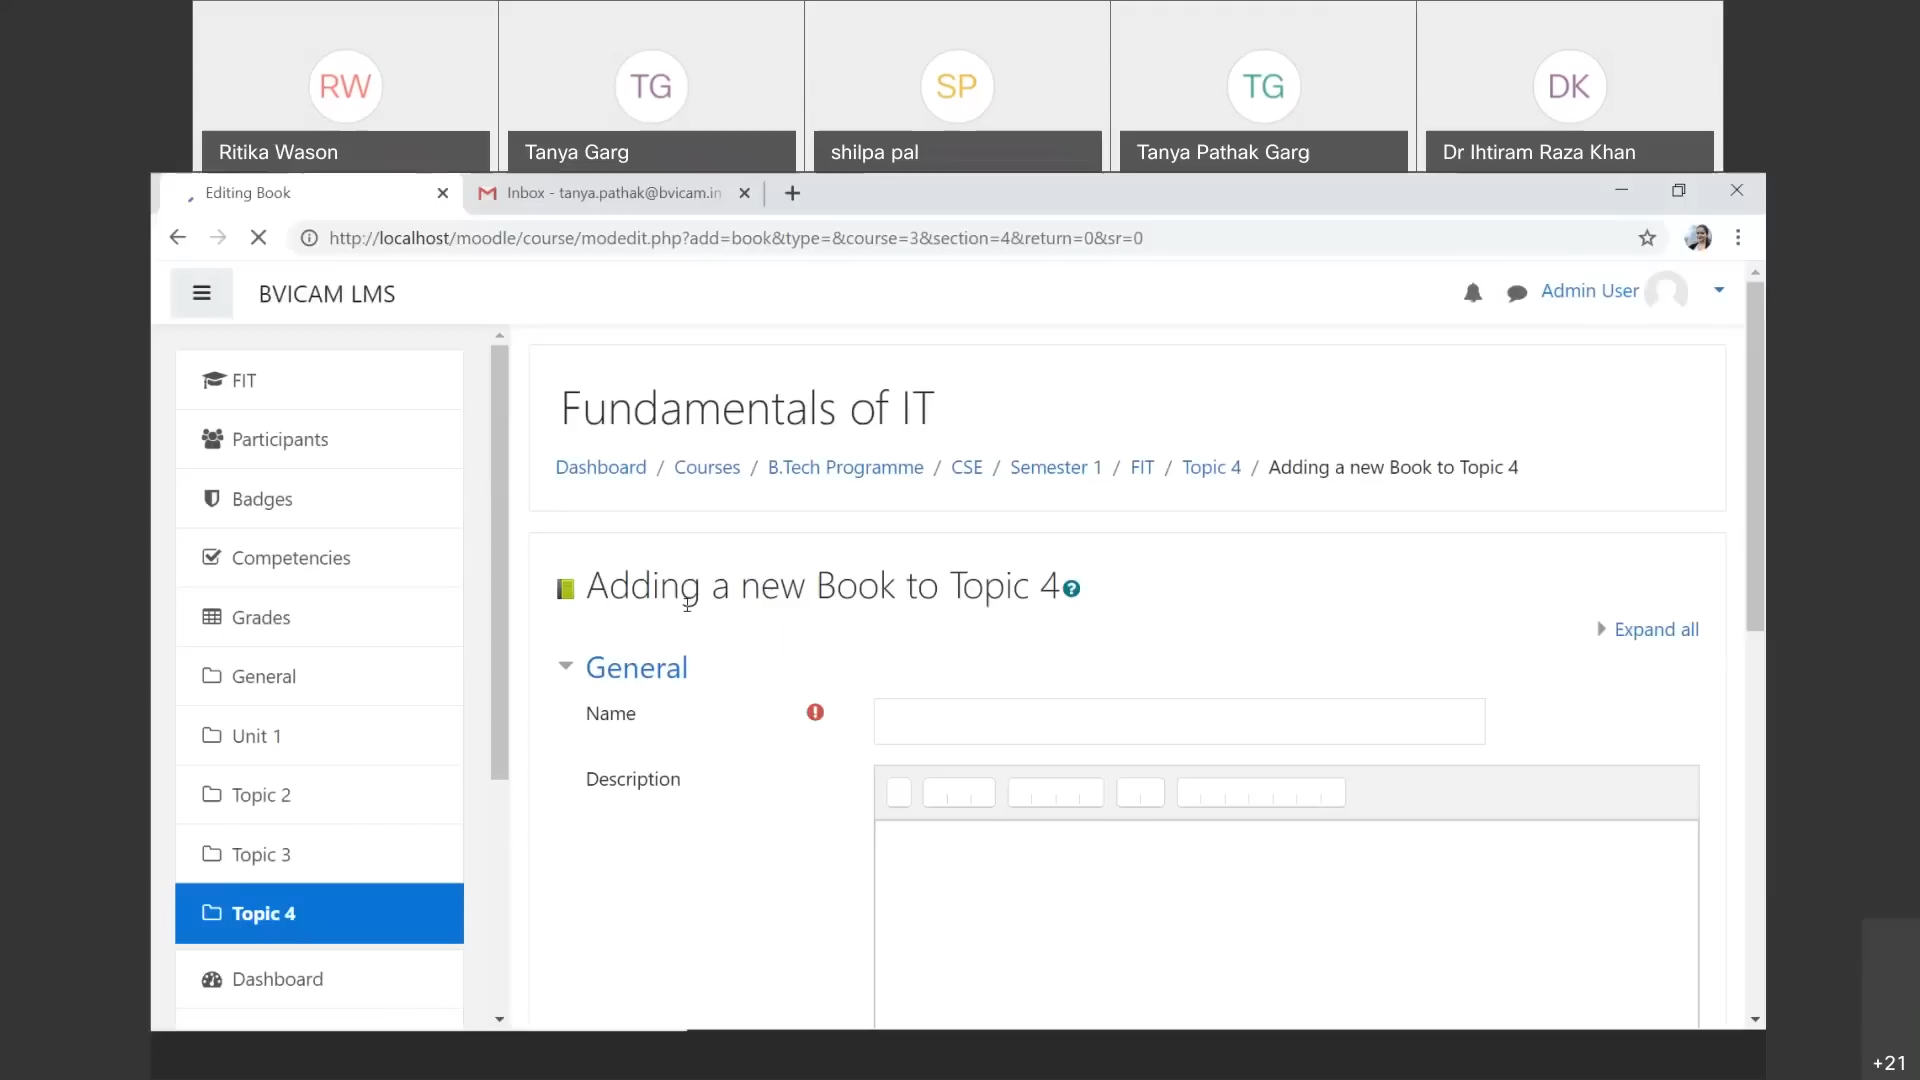 RW
TG
SP
TG
DK
Ritika Wason
Tanya Garg
shilpa pal
Tanya Pathak Garg
Dr Ihtiram Raza Khan
Editing Book
Inbox - tanya.pathak@bvicam.in
http://localhost/moodle/course/modedit.php?add=book&type=&course=3&section=4&return=0&sr=0
BVICAM LMS
Admin User
FIT
Participants
Badges
Competencies
Grades
General
Unit 1
Topic 2
Topic 3
Topic 4
Dashboard
Fundamentals of IT
Dashboard / Courses / B.Tech Programme / CSE / Semester 1 / FIT / Topic 4 / Adding a new Book to Topic 4
Adding a new Book to Topic 4
Expand all
General
Name
Description
+21